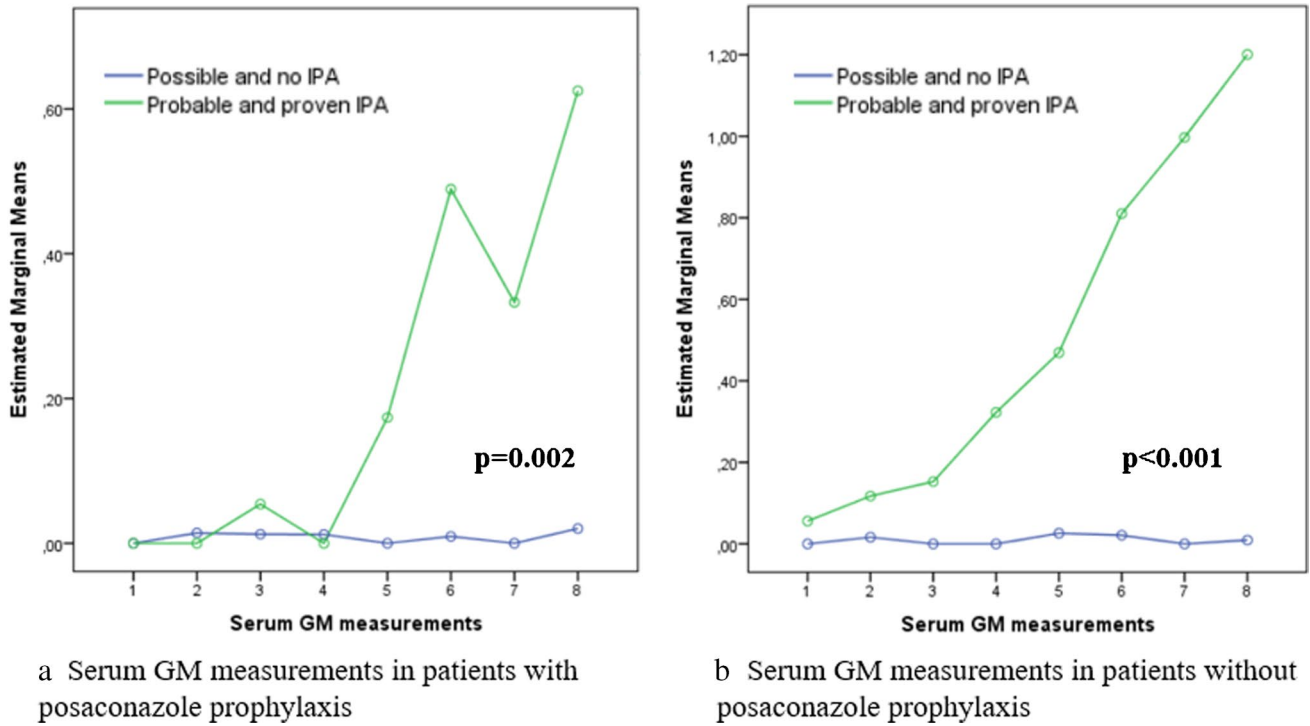 Possible and no IPA
Probable and proven IPA
Estimated Marginal Means
,60
,40
,20
,00
p=0.002
1 2 3 4 5 6 7 8
Serum GM measurements
a Serum GM measurements in patients with
posaconazole prophylaxis
Possible and no IPA
Probable and proven IPA
Estimated Marginal Means
1,20
1,00
,80
,60
,40
,20
,00
p<0.001
1 2 3 4 5 6 7 8
Serum GM measurements
b Serum GM measurements in patients without
posaconazole prophylaxis